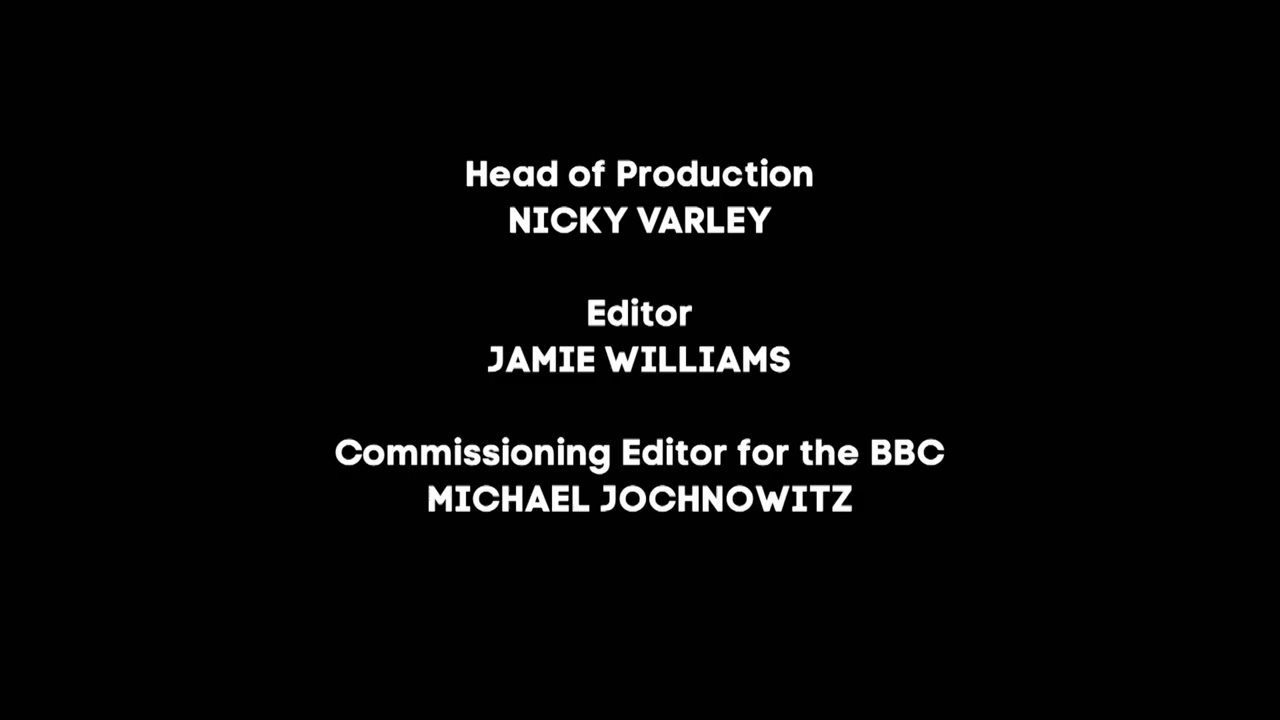 Head of Production
NICKY VARLEY
Editor
JAMIE WILLIAMS
Commissioning Editor for the BBC
MICHAEL JOCHNOWITZ